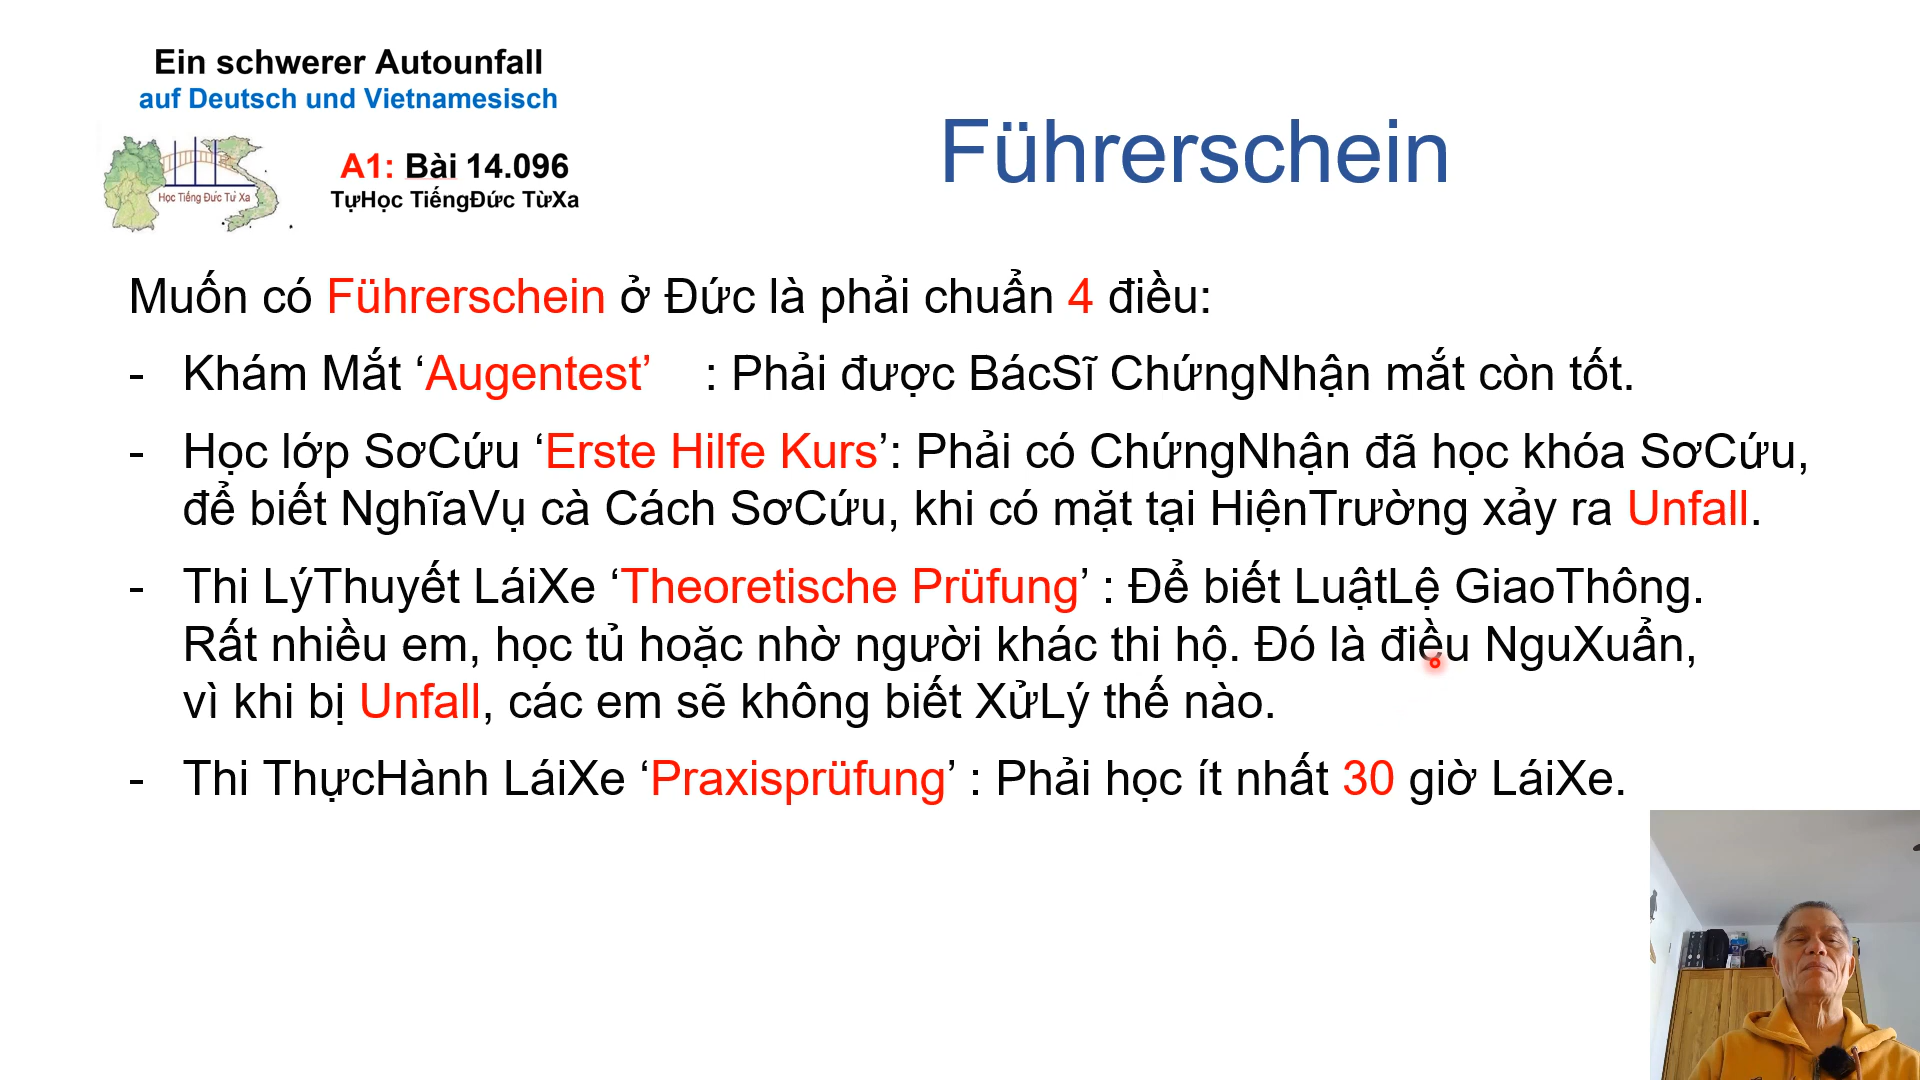 Ein schwerer Autounfall
auf Deutsch und Vietnamesisch
Học Tiếng Đức Từ Xa
A1: Bài 14.096
TựHọc TiếngĐức TừXa
Führerschein
Muốn có Führerschein ở Đức là phải chuẩn 4 điều:
- Khám Mắt ‘Augentest’ : Phải được BácSĩ ChứngNhận mắt còn tốt.
- Học lớp SơCứu ‘Erste Hilfe Kurs’: Phải có ChứngNhận đã học khóa SơCứu,
để biết NghĩaVụ cà Cách SơCứu, khi có mặt tại HiệnTrường xảy ra Unfall.
- Thi LýThuyết LáiXe ‘Theoretische Prüfung’ : Để biết LuậtLệ GiaoThông.
Rất nhiều em, học tủ hoặc nhờ người khác thi hộ. Đó là điều NguXuẩn,
vì khi bị Unfall, các em sẽ không biết XửLý thế nào.
- Thi ThựcHành LáiXe ‘Praxisprüfung’ : Phải học ít nhất 30 giờ LáiXe.